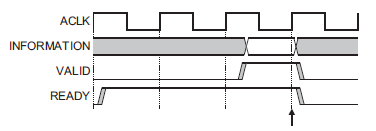 ACLK
INFORMATION
VALID
READY